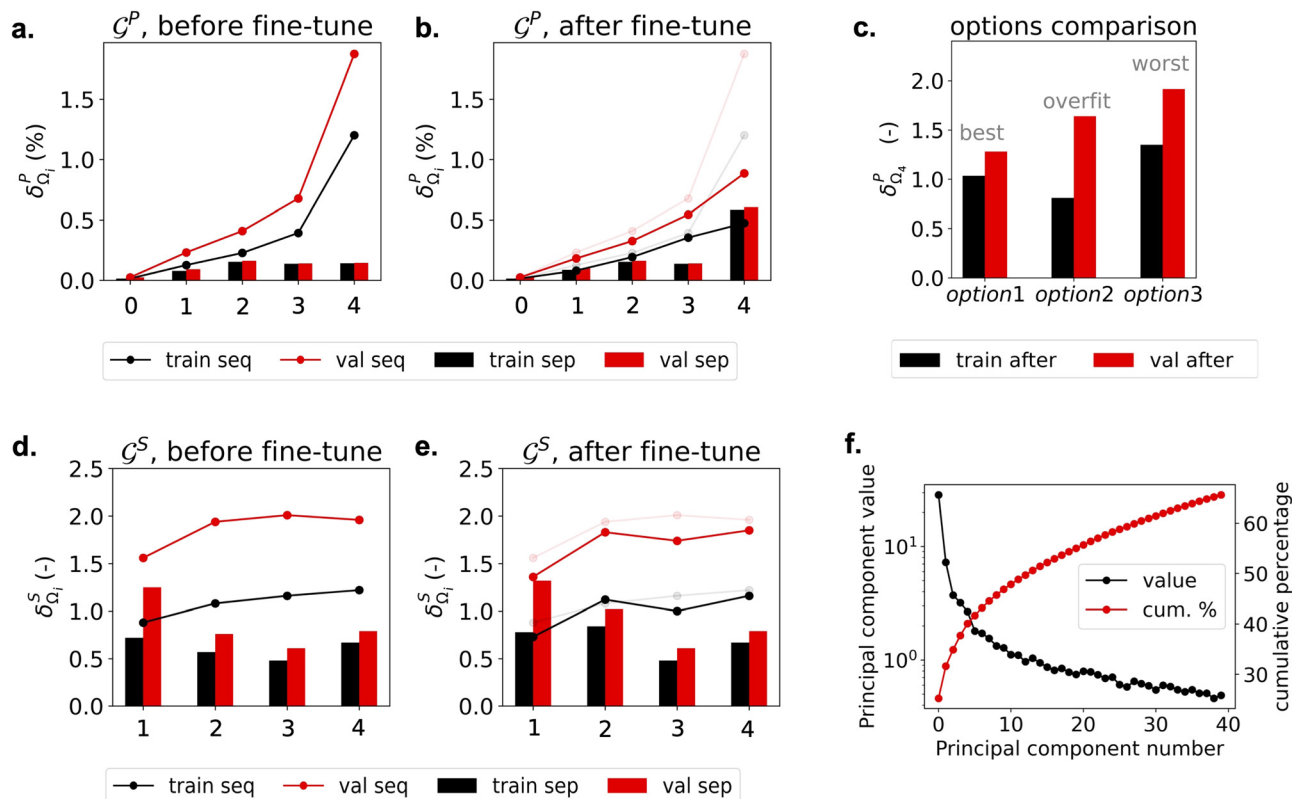 a.
𝒢^P, before fine-tune
δ^P_Ωi (%)
1.5
1.0
0.5
0.0
0 1 2 3 4
b.
𝒢^P, after fine-tune
δ^P_Ωi (%)
1.5
1.0
0.5
0.0
0 1 2 3 4
train seq val seq train sep val sep
c.
options comparison
δ^P_Ω4 (-)
2.0
1.5
1.0
0.5
0.0
best
overfit
worst
option1 option2 option3
train after val after
d.
𝒢^S, before fine-tune
δ^S_Ωi (-)
2.5
2.0
1.5
1.0
0.5
0.0
1 2 3 4
e.
𝒢^S, after fine-tune
δ^S_Ωi (-)
2.5
2.0
1.5
1.0
0.5
0.0
1 2 3 4
train seq val seq train sep val sep
f.
Principal component value
10^1
10^0
value
cum. %
60
50
40
30
cumulative percentage
0 10 20 30 40
Principal component number